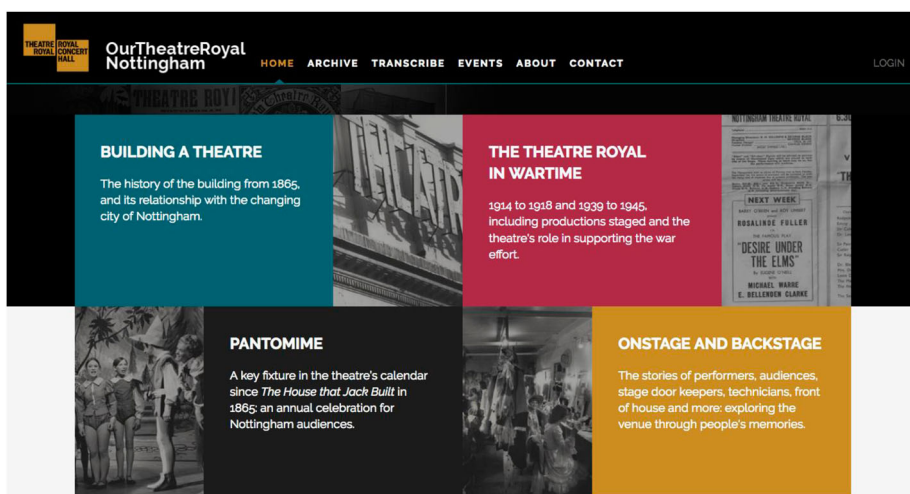 THEATRE ROYAL
ROYAL CONCERT
HALL
OurTheatreRoyal
Nottingham
HOME ARCHIVE TRANSCRIBE EVENTS ABOUT CONTACT
LOGIN
THEATRE ROY
BUILDING A THEATRE
The history of the building from 1865,
and its relationship with the changing
city of Nottingham.
THE THEATRE ROYAL
IN WARTIME
1914 to 1918 and 1939 to 1945,
including productions staged and the
theatre's role in supporting the war
effort.
NOTTINGHAM THEATRE ROYAL
NEXT WEEK
ROSALINDE FULLER
"DESIRE UNDER
THE ELMS"
By EUGENE O'NEILL
MICHAEL WARRE
E. BELLENDEN CLARKE
PANTOMIME
A key fixture in the theatre's calendar
since The House that Jack Built in
1865: an annual celebration for
Nottingham audiences.
ONSTAGE AND BACKSTAGE
The stories of performers, audiences,
stage door keepers, technicians, front
of house and more: exploring the
venue through people's memories.